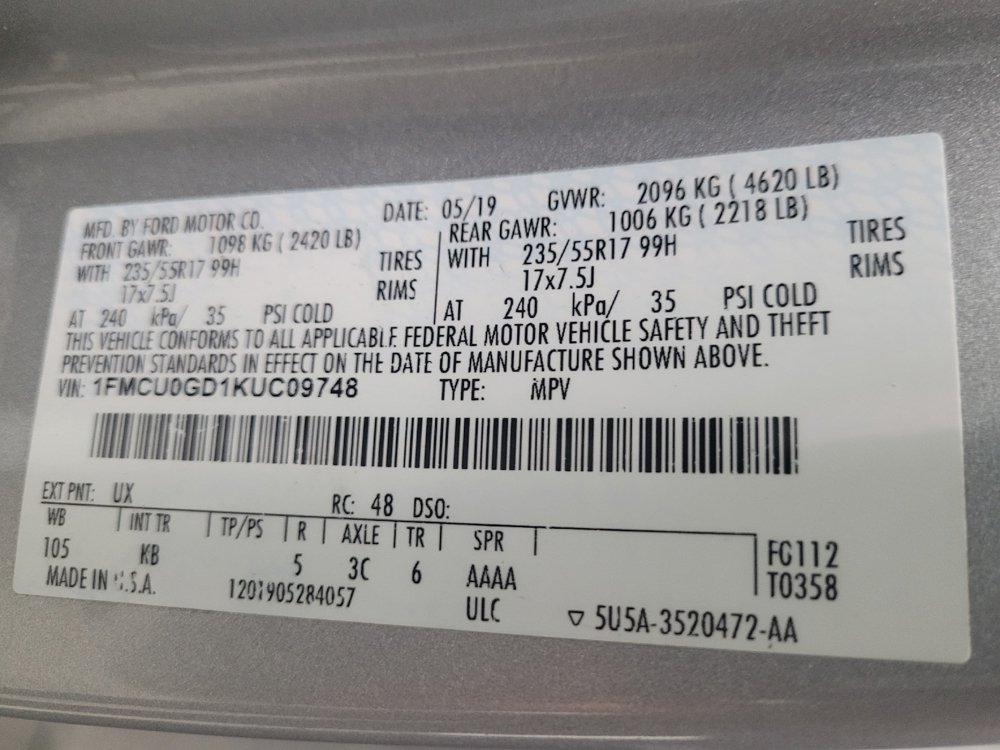 MFD. BY FORD MOTOR CO. DATE: 05/19 GVWR: 2096 KG ( 4620 LB)
FRONT GAWR: 1098 KG ( 2420 LB) REAR GAWR: 1006 KG ( 2218 LB)
WITH 235/55R17 99H TIRES WITH 235/55R17 99H TIRES
17x7.5J RIMS 17x7.5J RIMS
AT 240 kPa/ 35 PSI COLD AT 240 kPa/ 35 PSI COLD
THIS VEHICLE CONFORMS TO ALL APPLICABLE FEDERAL MOTOR VEHICLE SAFETY AND THEFT
PREVENTION STANDARDS IN EFFECT ON THE DATE OF MANUFACTURE SHOWN ABOVE.
VIN: 1FMCU0GD1KUC09748 TYPE: MPV
EXT PNT: UX RC: 48 DSO:
WB INT TR TP/PS R AXLE TR SPR
105 KB 5 3C 6 AAAA FG112
MADE IN U.S.A. 1201905284057 ULC T0358
▽ 5U5A-3520472-AA